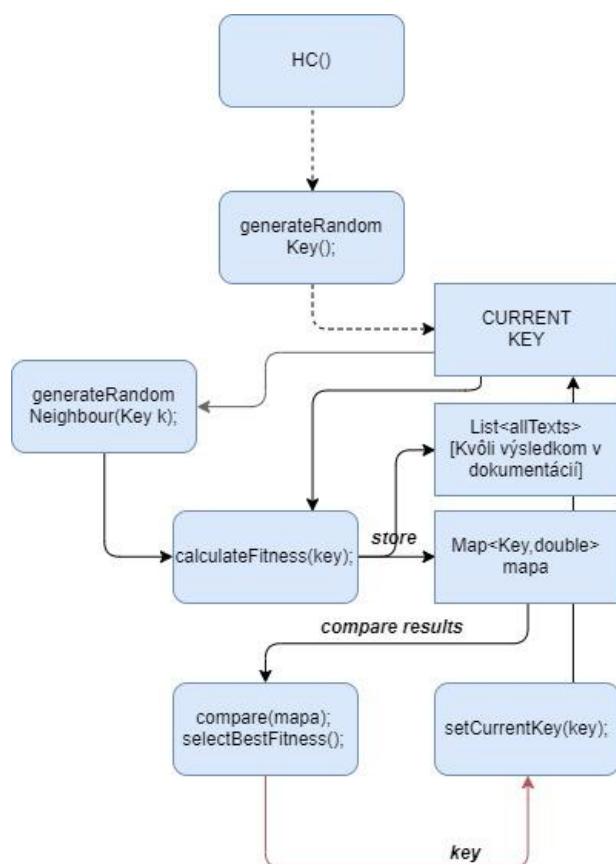 HC()
generateRandom
Key();
CURRENT
KEY
generateRandom
Neighbour(Key k);
List<allTexts>
[Kvôli výsledkom v
dokumentácií]
calculateFitness(key);
store
Map<Key,double>
mapa
compare results
compare(mapa);
selectBestFitness();
setCurrentKey(key);
key